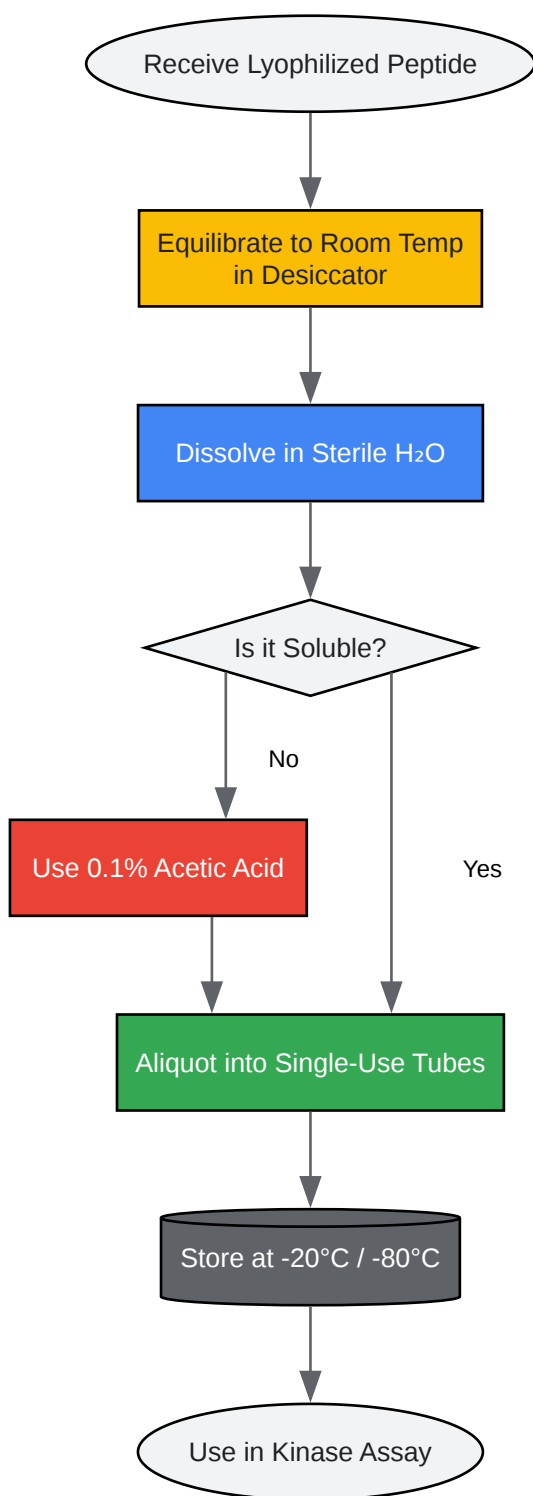 Receive Lyophilized Peptide
Equilibrate to Room Temp
in Desiccator
Dissolve in Sterile H₂O
Is it Soluble?
No
Use 0.1% Acetic Acid
Yes
Aliquot into Single-Use Tubes
Store at -20°C / -80°C
Use in Kinase Assay